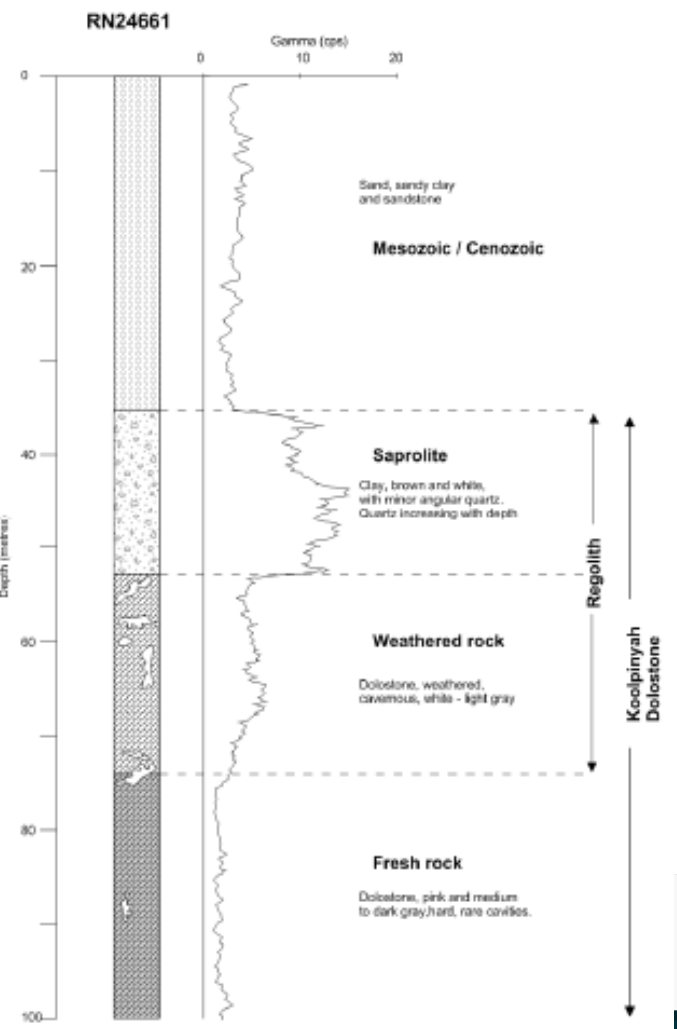 RN24661
Gamma (cps)
0 10 20
0
20
40
60
80
100
Depth (metres)
Sand, sandy clay
and sandstone
Mesozoic / Cenozoic
Saprolite
Clay, brown and white,
with minor angular quartz.
Quartz increasing with depth
Weathered rock
Dolostone, weathered,
cavernous, white - light gray
Fresh rock
Dolostone, pink and medium
to dark gray,hard, rare cavities.
Regolith
Koolpinyah
Dolostone